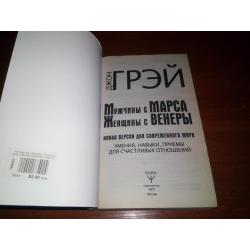 ДЖОН
ГРЭЙ
МУЖЧИНЫ С МАРСА
ЖЕНЩИНЫ С ВЕНЕРЫ
НОВАЯ ВЕРСИЯ ДЛЯ СОВРЕМЕННОГО МИРА
УМЕНИЯ, НАВЫКИ, ПРИЕМЫ
ДЛЯ СЧАСТЛИВЫХ ОТНОШЕНИЙ